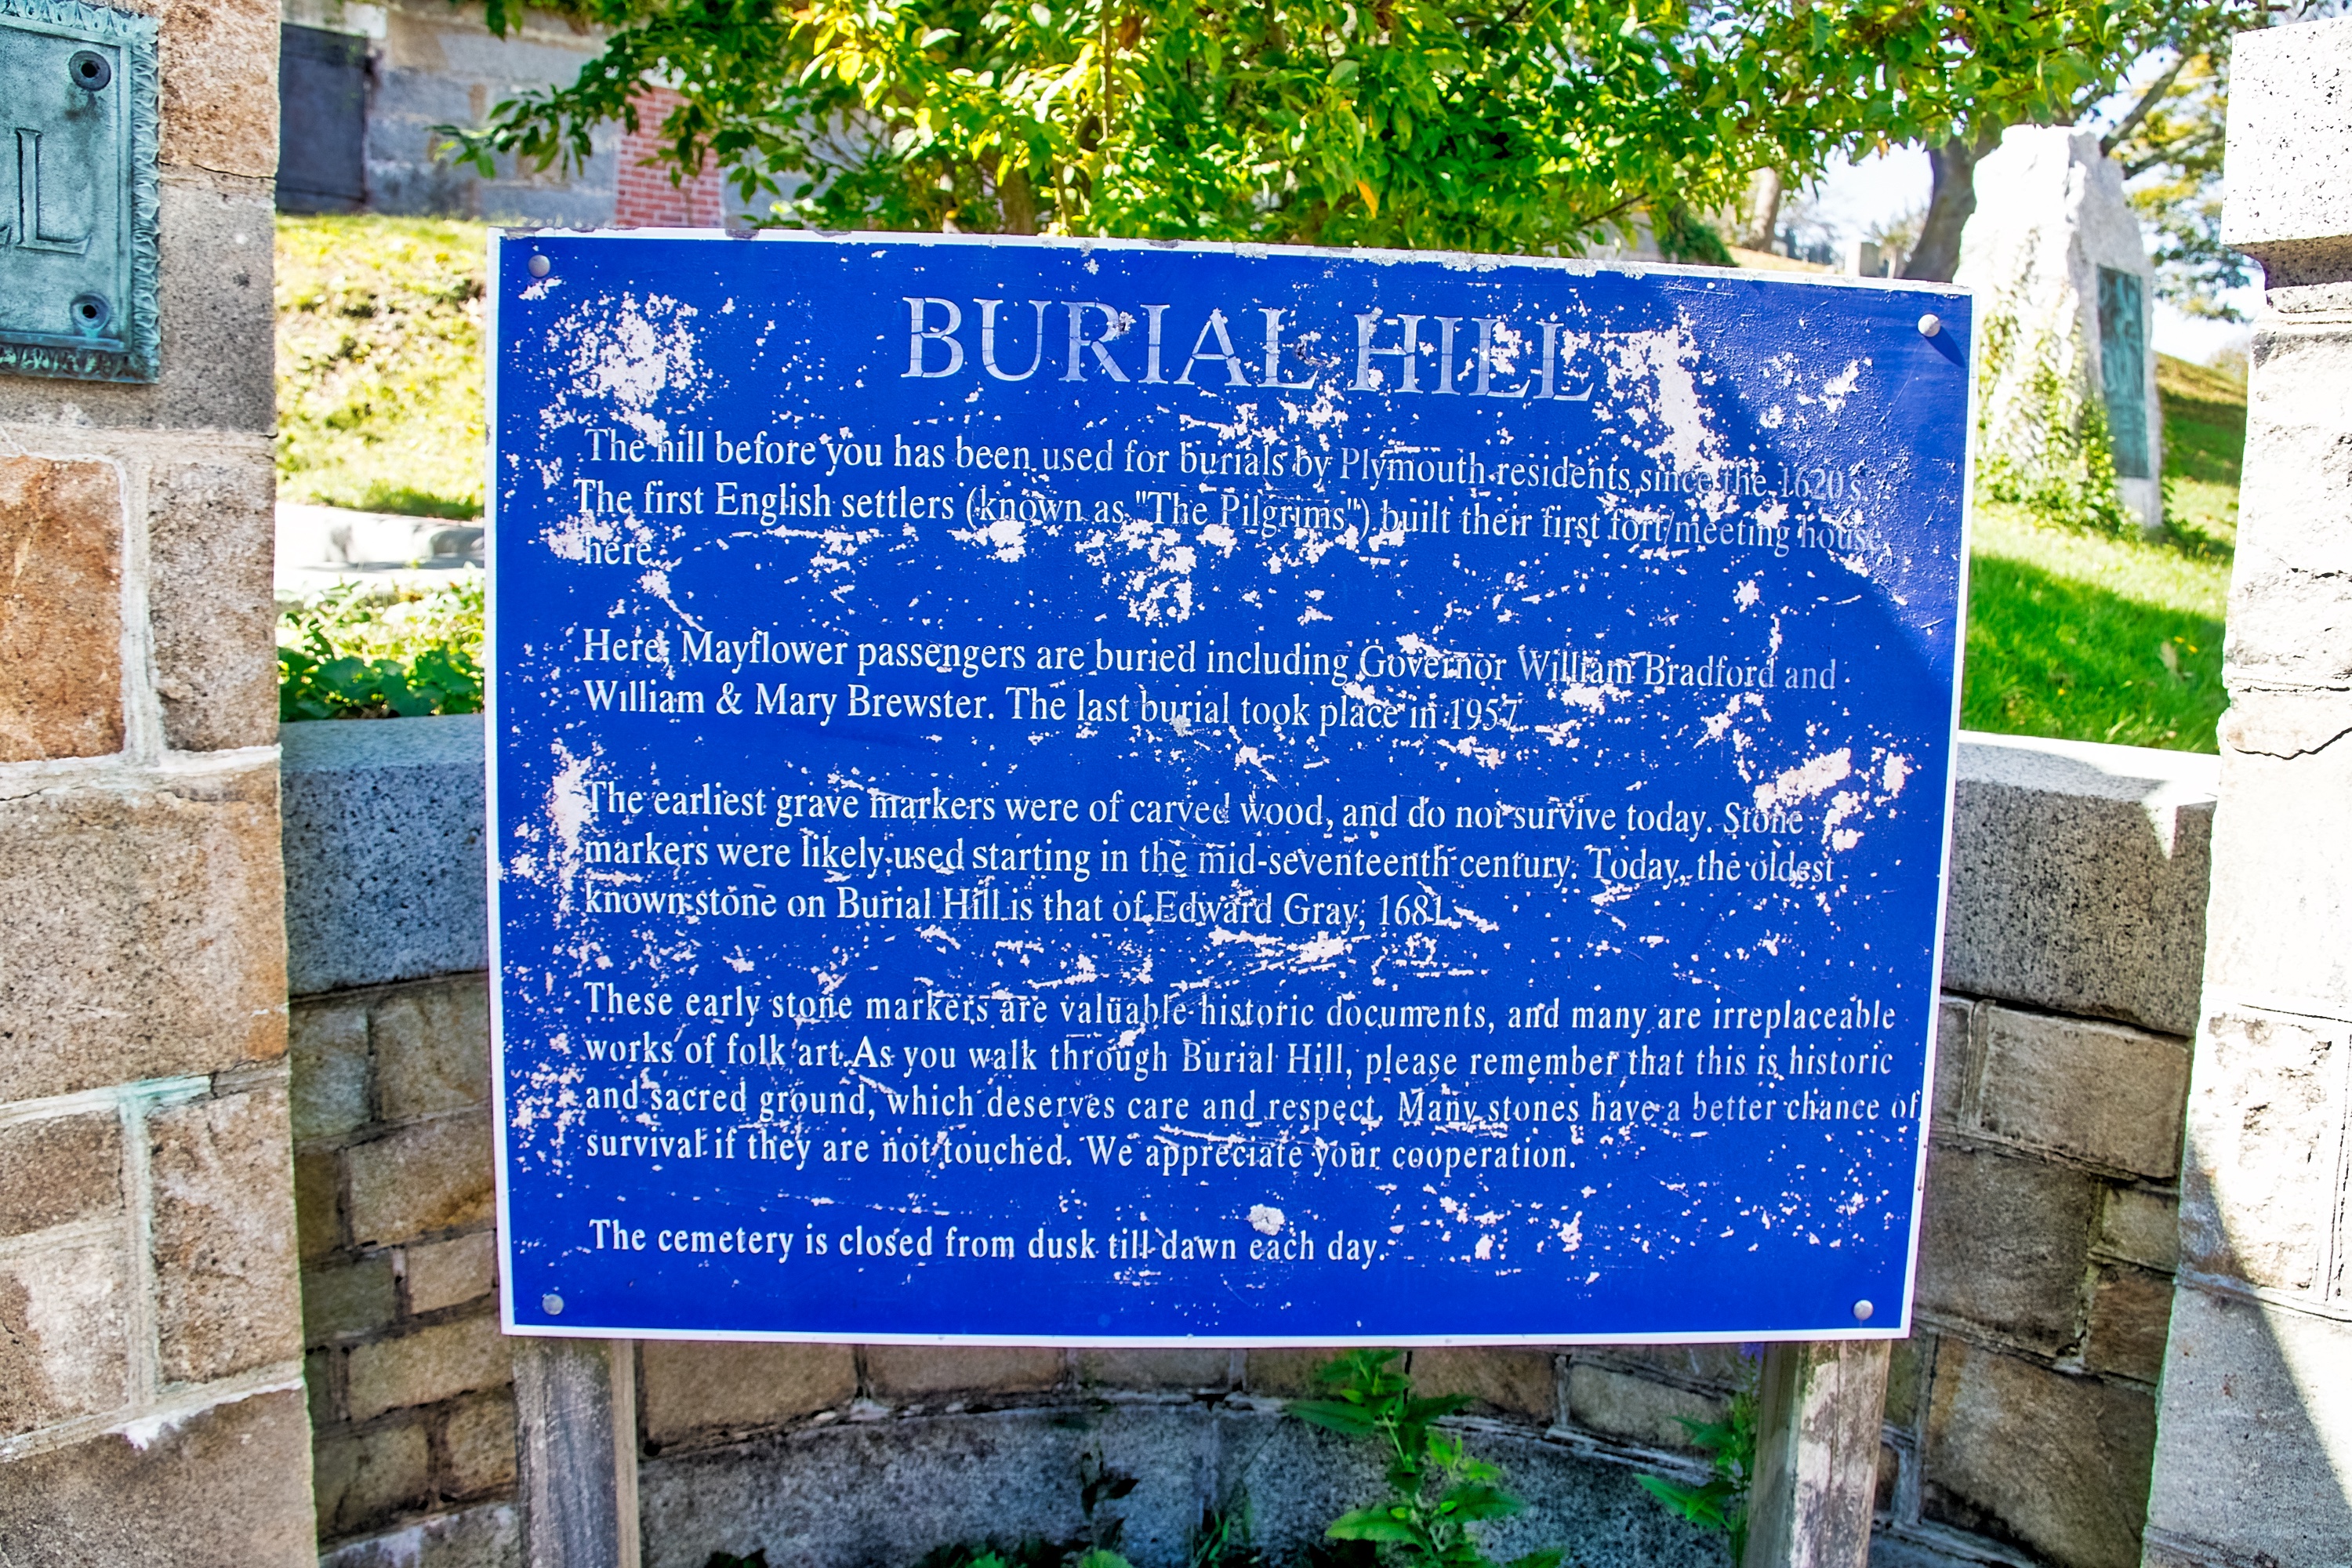 LL
BURIAL HILL
The hill before you has been used for burials by Plymouth residents since the 1620's.
The first English settlers (known as "The Pilgrims") built their first fort/meeting house
here.
Here, Mayflower passengers are buried including Governor William Bradford and
William & Mary Brewster. The last burial took place in 1957.
The earliest grave markers were of carved wood, and do not survive today. Stone
markers were likely used starting in the mid-seventeenth century. Today, the oldest
known stone on Burial Hill is that of Edward Gray, 1681.
These early stone markers are valuable historic documents, and many are irreplaceable
works of folk art. As you walk through Burial Hill, please remember that this is historic
and sacred ground, which deserves care and respect. Many stones have a better chance of
survival if they are not touched. We appreciate your cooperation.
The cemetery is closed from dusk till dawn each day.